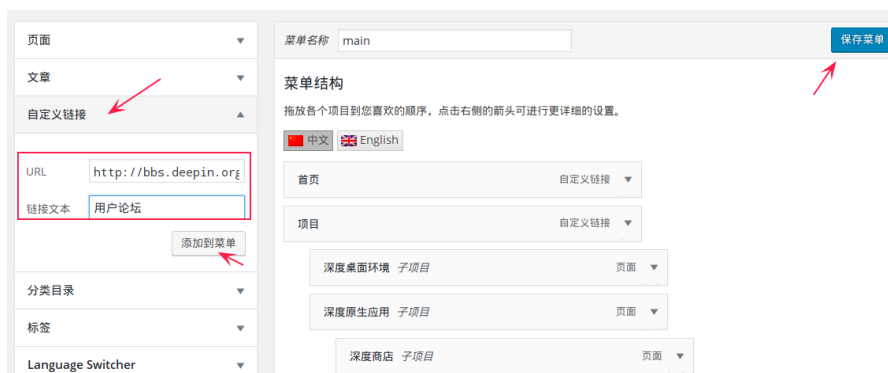 页面
文章
自定义链接
URL http://bbs.deepin.org
链接文本 用户论坛
添加到菜单
分类目录
标签
Language Switcher
菜单名称 main
保存菜单
菜单结构
拖放各个项目到您喜欢的顺序，点击右侧的箭头可进行更详细的设置。
中文 English
首页 自定义链接
项目 自定义链接
深度桌面环境 子项目 页面
深度原生应用 子项目 页面
深度商店 子项目 页面